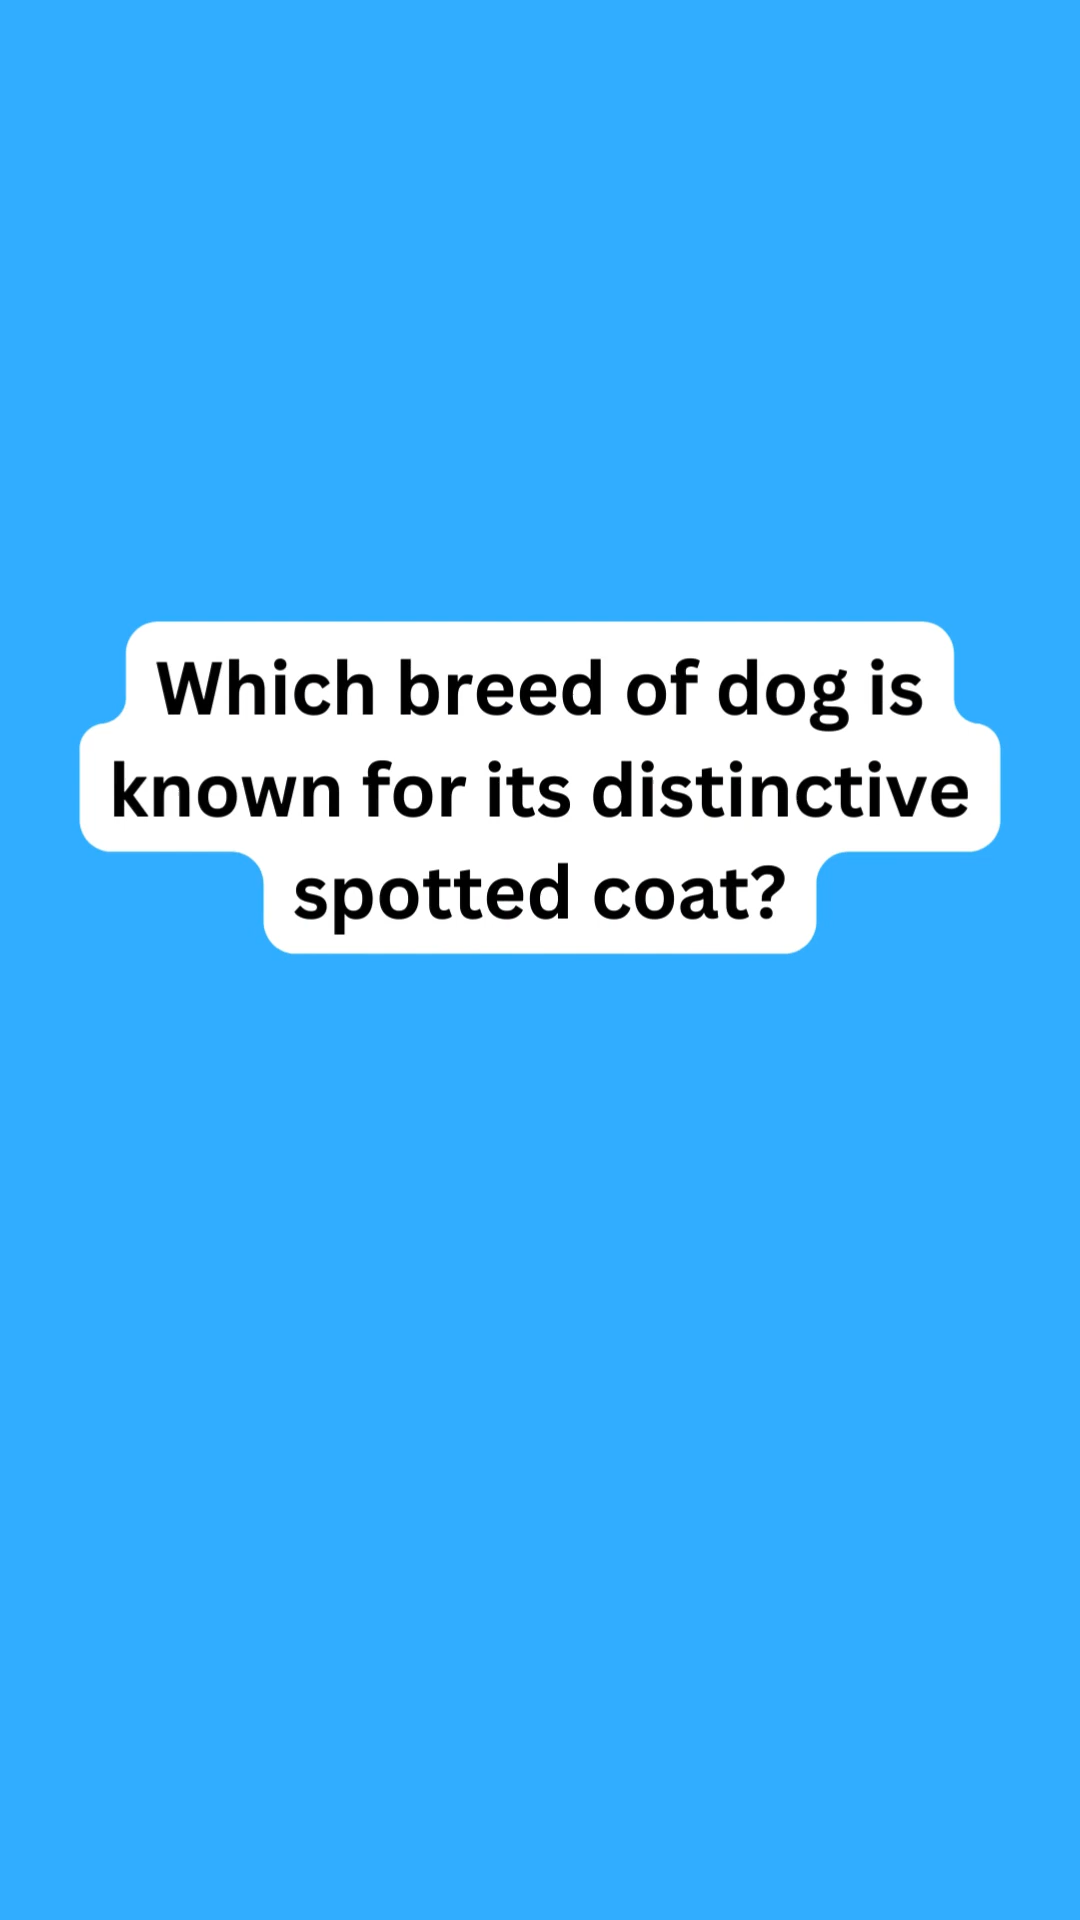 Which breed of dog is
known for its distinctive
spotted coat?